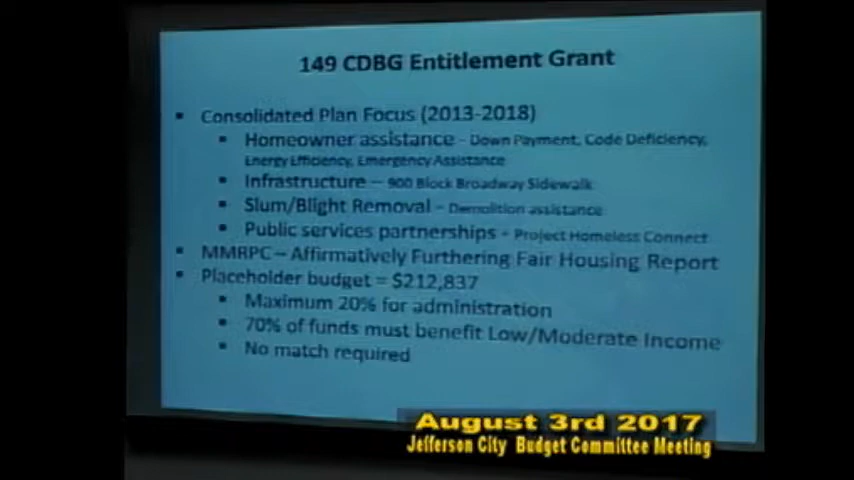 149 CDBG Entitlement Grant
▪ Consolidated Plan Focus (2013-2018)
▪ Homeowner assistance - Down Payment, Code Deficiency,
Energy Efficiency, Emergency Assistance
▪ Infrastructure – 900 Block Broadway Sidewalk
▪ Slum/Blight Removal - Demolition assistance
▪ Public services partnerships - Project Homeless Connect
▪ MMRPC – Affirmatively Furthering Fair Housing Report
▪ Placeholder budget = $212,837
▪ Maximum 20% for administration
▪ 70% of funds must benefit Low/Moderate Income
▪ No match required
August 3rd 2017
Jefferson City Budget Committee Meeting